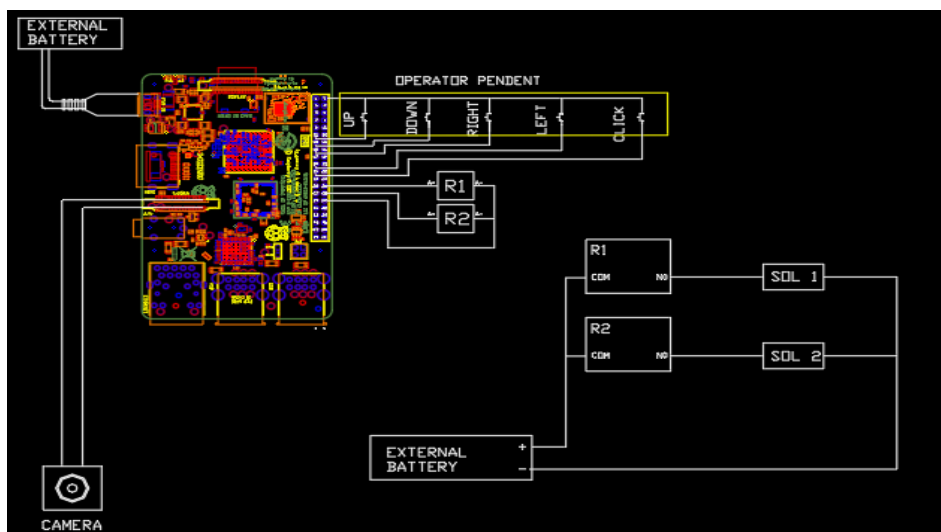 EXTERNAL
BATTERY
OPERATOR PENDENT
UP
DOWN
RIGHT
LEFT
CLICK
R1
R2
R1
COM NO
SOL 1
R2
COM NO
SOL 2
EXTERNAL
BATTERY
+
-
CAMERA